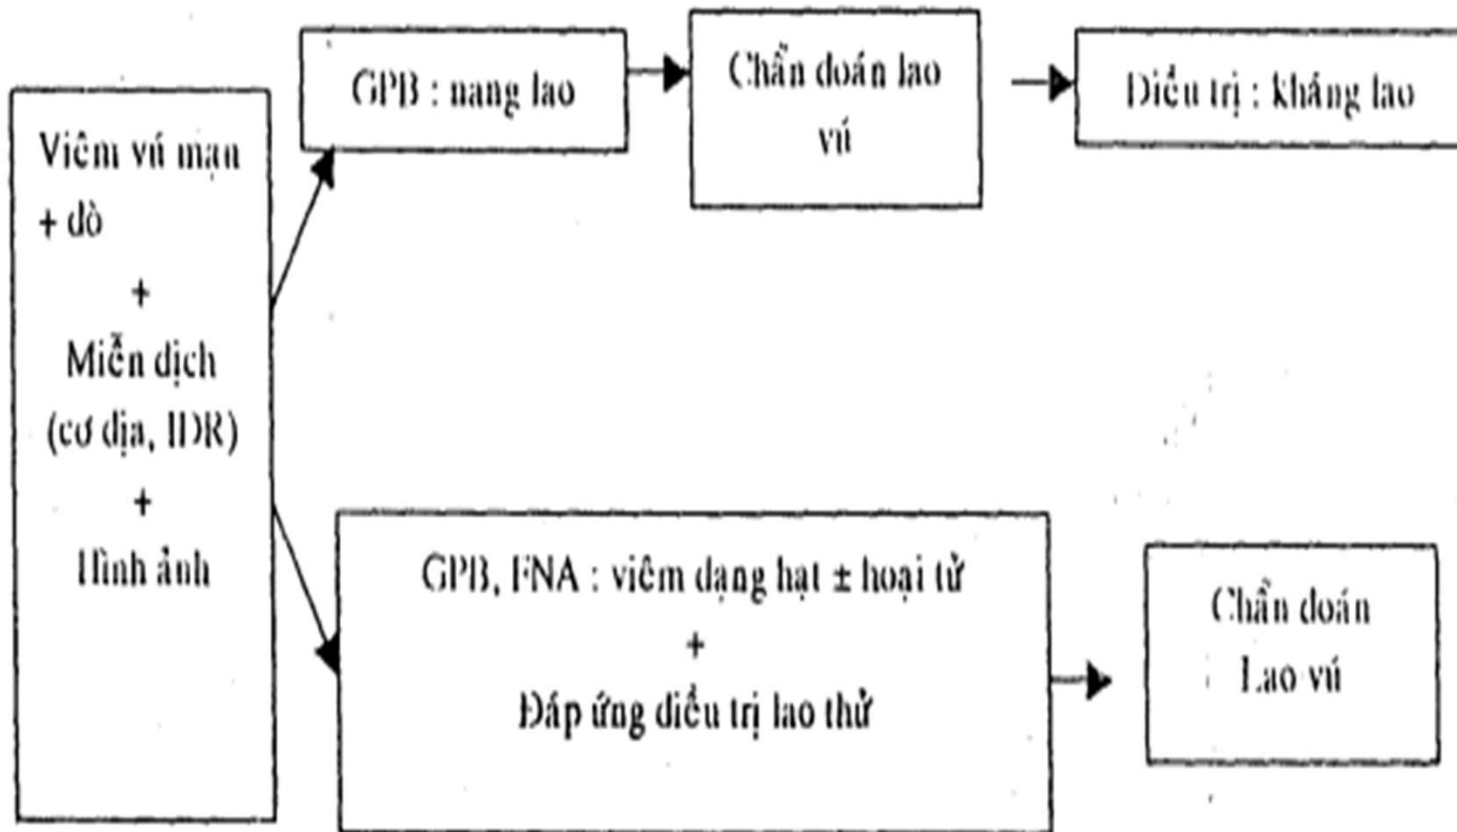 Viêm vú mạn
+ dò
+
Miễn dịch
(cơ địa, IDR)
+
Hình ảnh
GPB : nang lao
Chẩn đoán lao
vú
Điều trị : kháng lao
GPB, FNA : viêm dạng hạt ± hoại tử
+
Đáp ứng điều trị lao thử
Chẩn đoán
Lao vú